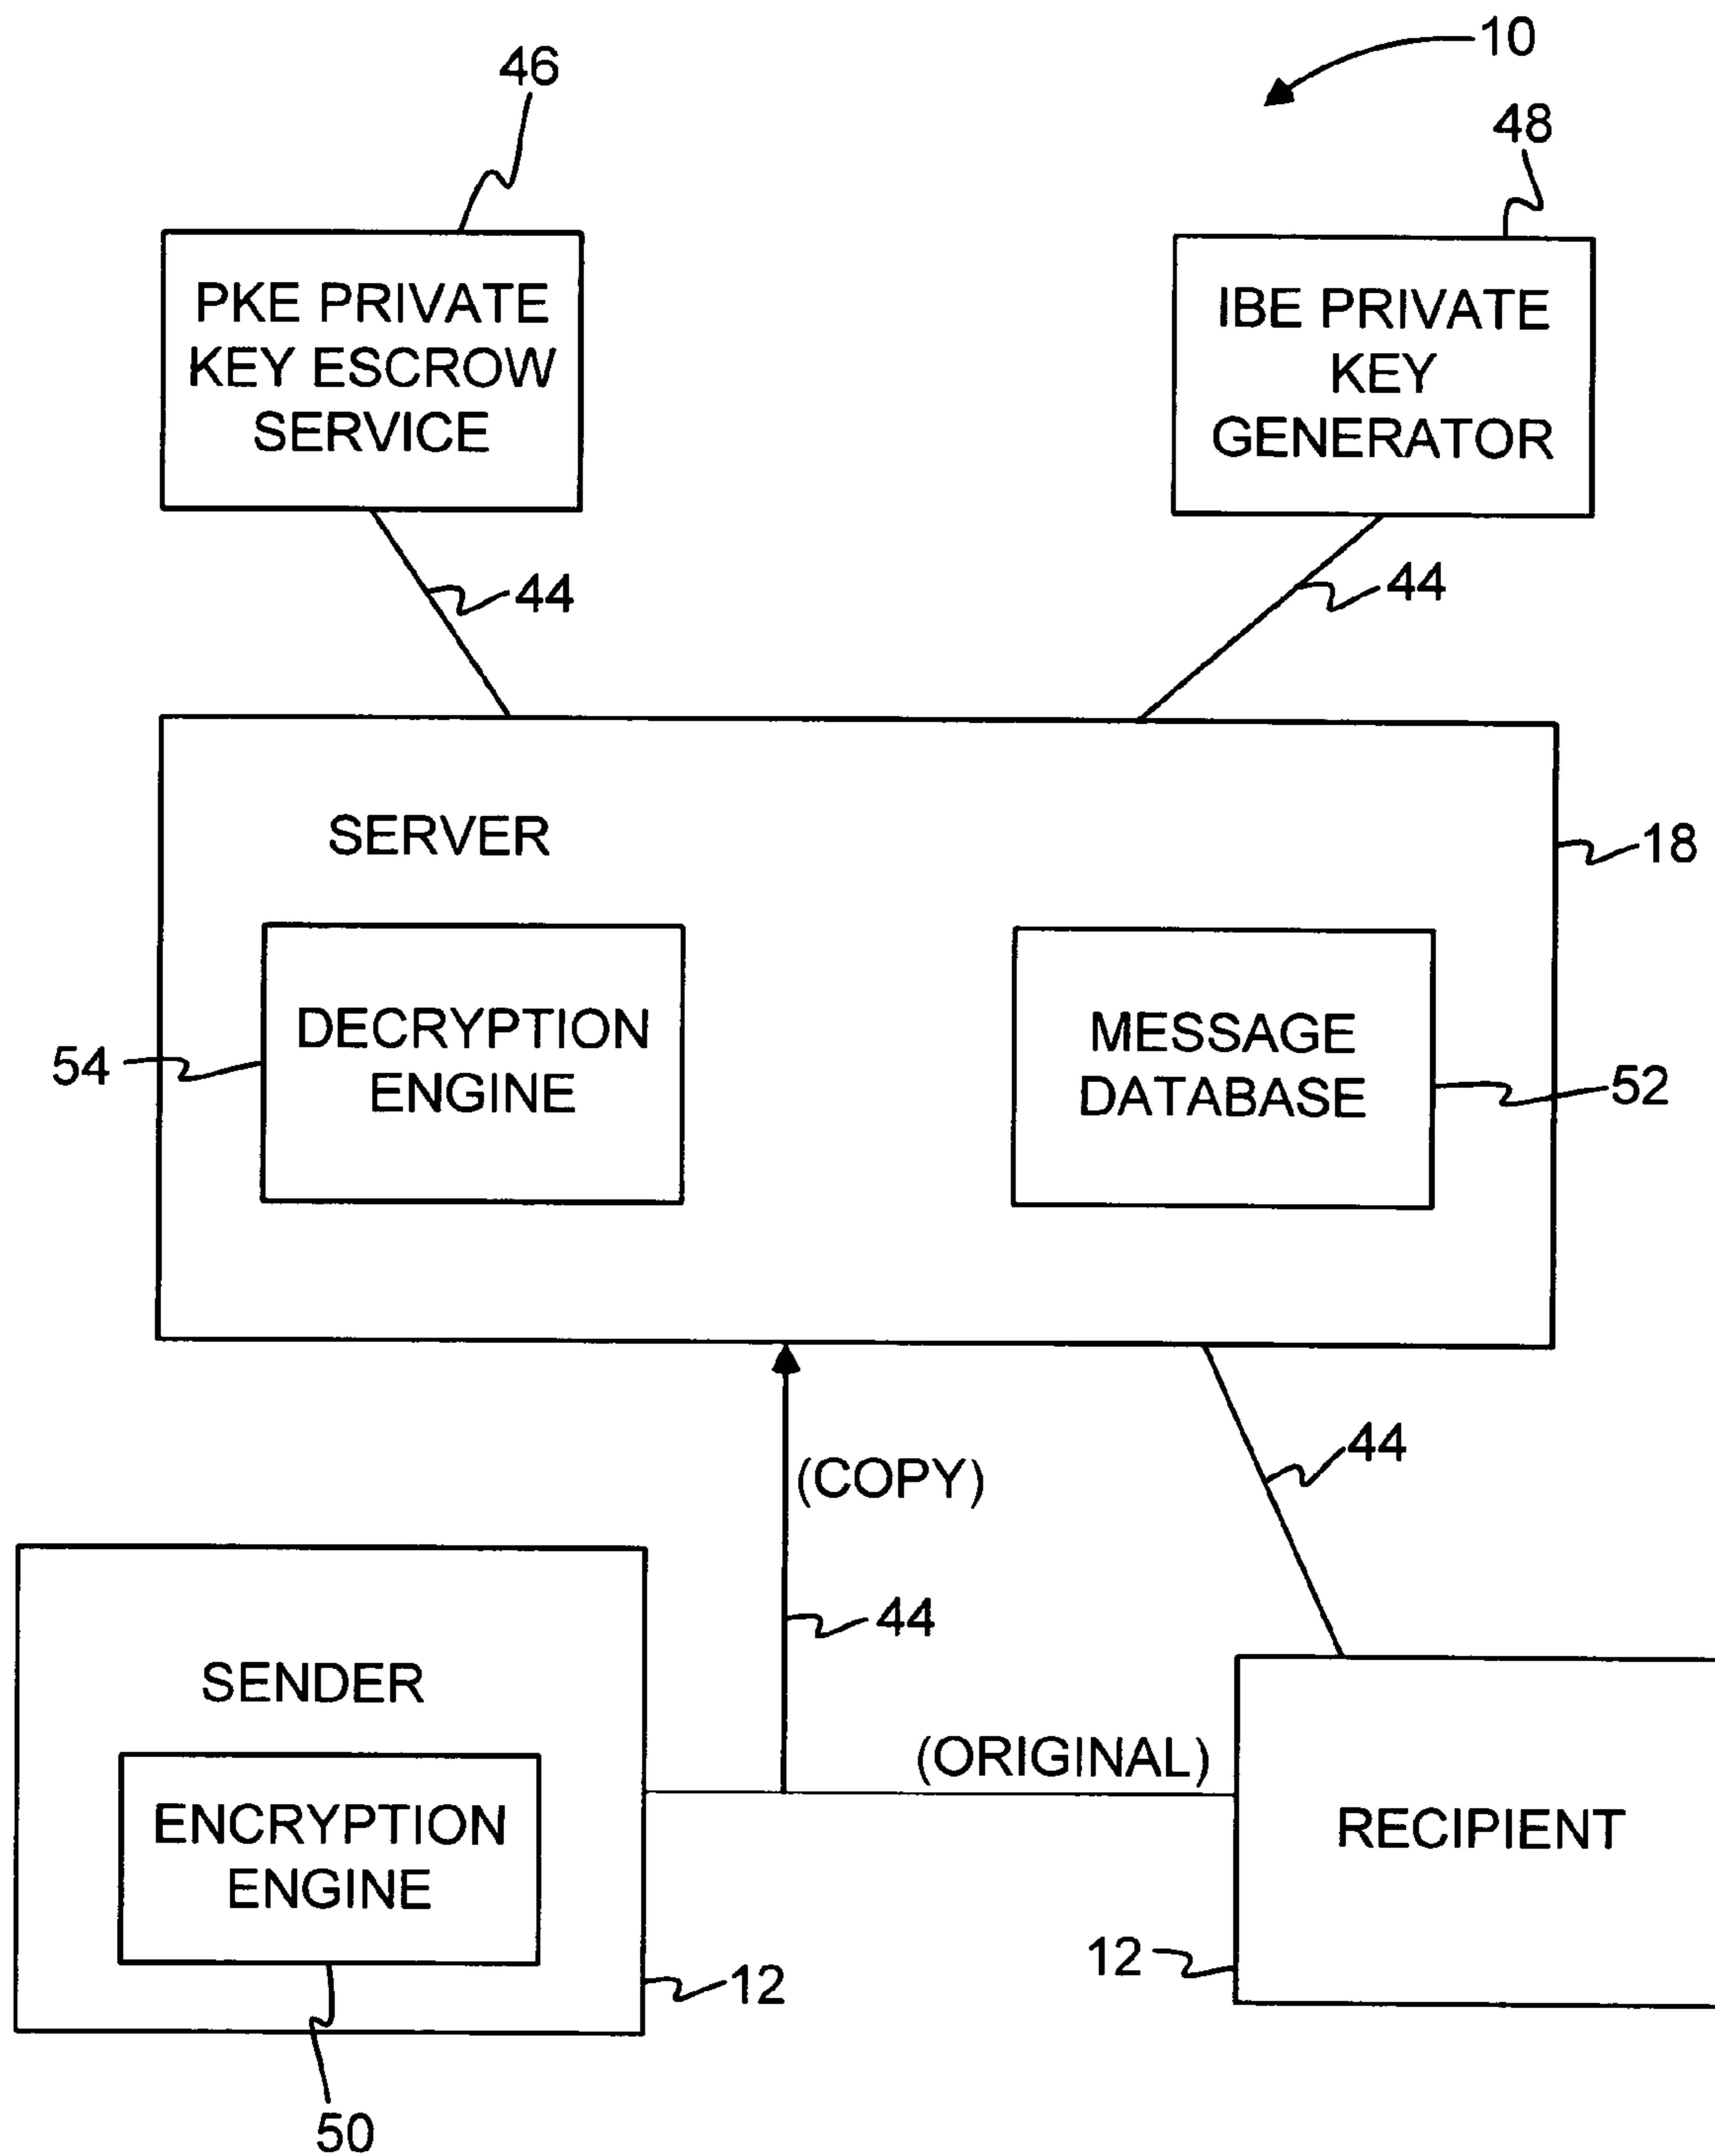 10
46
48
PKE PRIVATE
KEY ESCROW
SERVICE
IBE PRIVATE
KEY
GENERATOR
44
44
SERVER
18
DECRYPTION
ENGINE
54
MESSAGE
DATABASE
52
(COPY)
44
44
SENDER
(ORIGINAL)
ENCRYPTION
ENGINE
RECIPIENT
12
12
50